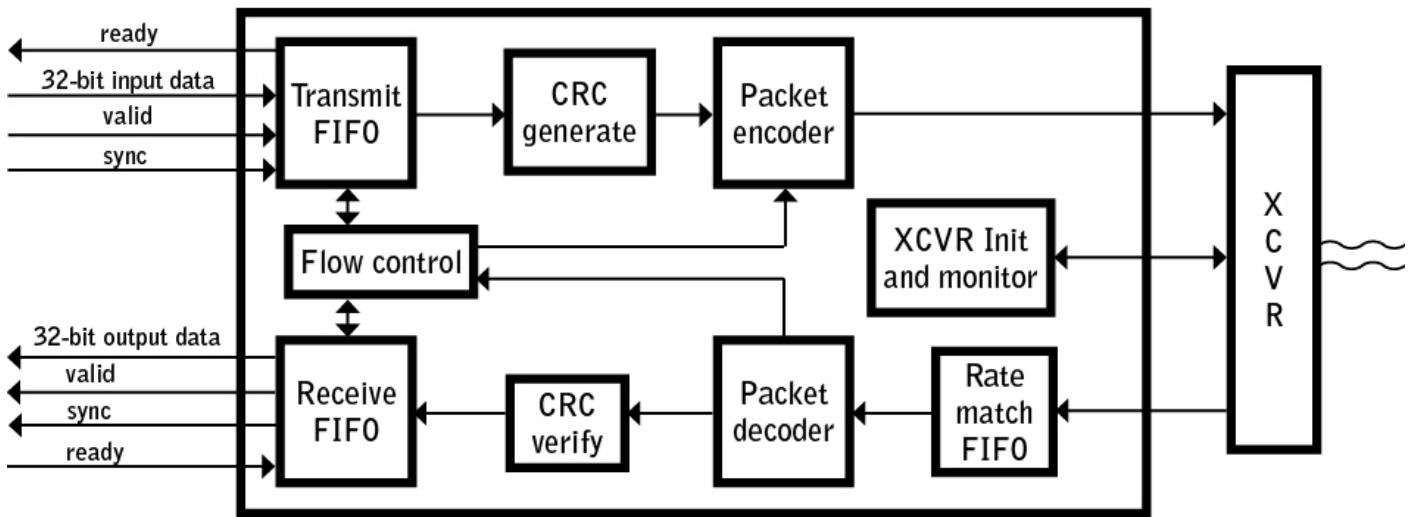 ready
32-bit input data
valid
sync
Transmit
FIFO
CRC
generate
Packet
encoder
Flow control
XCVR Init
and monitor
X
C
V
R
32-bit output data
valid
sync
ready
Receive
FIFO
CRC
verify
Packet
decoder
Rate
match
FIFO